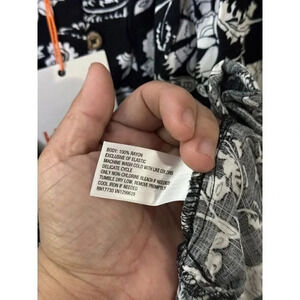 BODY: 100% RAYON
EXCLUSIVE OF ELASTIC
MACHINE WASH COLD WITH LIKE COLORS
DELICATE CYCLE
ONLY NON-CHLORINE BLEACH IF NEEDED
TUMBLE DRY LOW, REMOVE PROMPTLY
COOL IRON IF NEEDED
RN17730